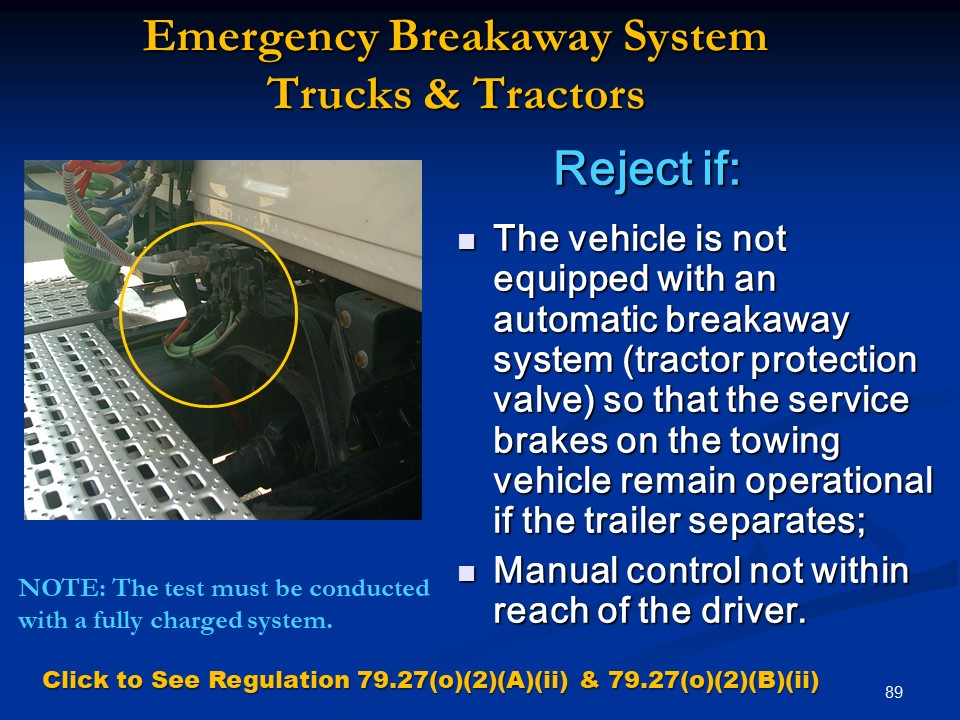 Emergency Breakaway System
Trucks & Tractors
Reject if:
The vehicle is not
equipped with an
automatic breakaway
system (tractor protection
valve) so that the service
brakes on the towing
vehicle remain operational
if the trailer separates;
Manual control not within
reach of the driver.
NOTE: The test must be conducted
with a fully charged system.
Click to See Regulation 79.27(o)(2)(A)(ii) & 79.27(o)(2)(B)(ii)
89